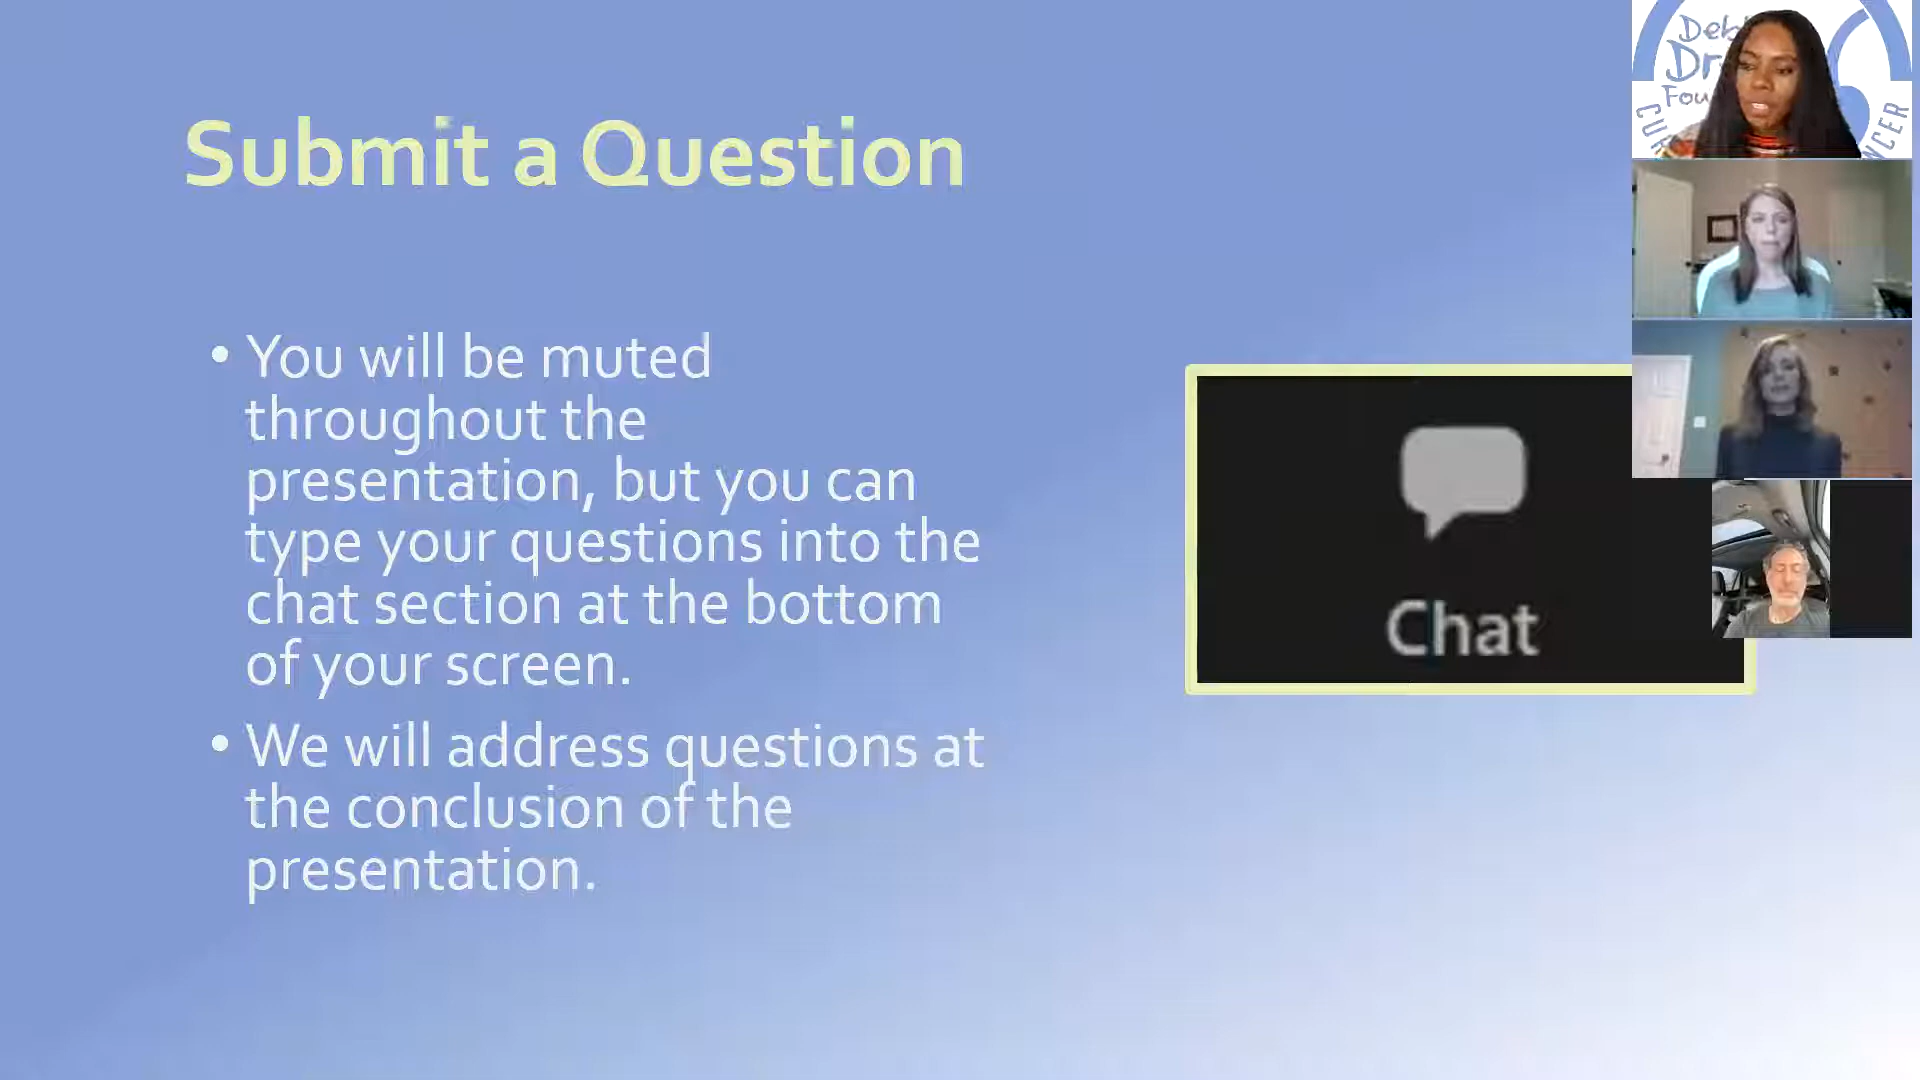 Submit a Question
• You will be muted
throughout the
presentation, but you can
type your questions into the
chat section at the bottom
of your screen.
• We will address questions at
the conclusion of the
presentation.
Chat